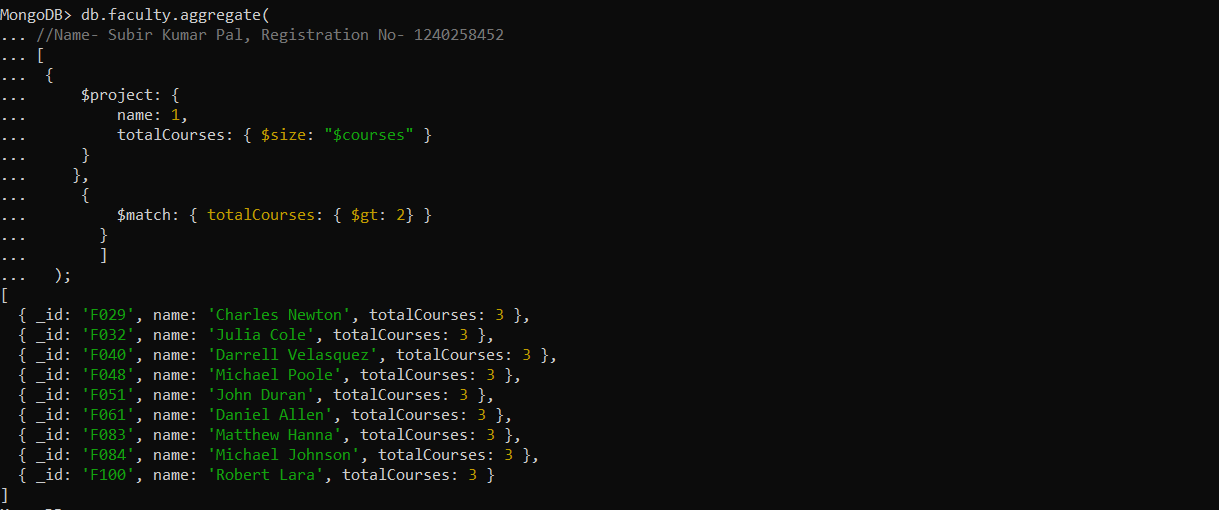 MongoDB> db.faculty.aggregate(
... //Name- Subir Kumar Pal, Registration No- 1240258452
... [
...  {
...      $project: {
...          name: 1,
...          totalCourses: { $size: "$courses" }
...      }
...     },
...      {
...          $match: { totalCourses: { $gt: 2} }
...        }
...        ]
...   );
[
  { _id: 'F029', name: 'Charles Newton', totalCourses: 3 },
  { _id: 'F032', name: 'Julia Cole', totalCourses: 3 },
  { _id: 'F040', name: 'Darrell Velasquez', totalCourses: 3 },
  { _id: 'F048', name: 'Michael Poole', totalCourses: 3 },
  { _id: 'F051', name: 'John Duran', totalCourses: 3 },
  { _id: 'F061', name: 'Daniel Allen', totalCourses: 3 },
  { _id: 'F083', name: 'Matthew Hanna', totalCourses: 3 },
  { _id: 'F084', name: 'Michael Johnson', totalCourses: 3 },
  { _id: 'F100', name: 'Robert Lara', totalCourses: 3 }
]